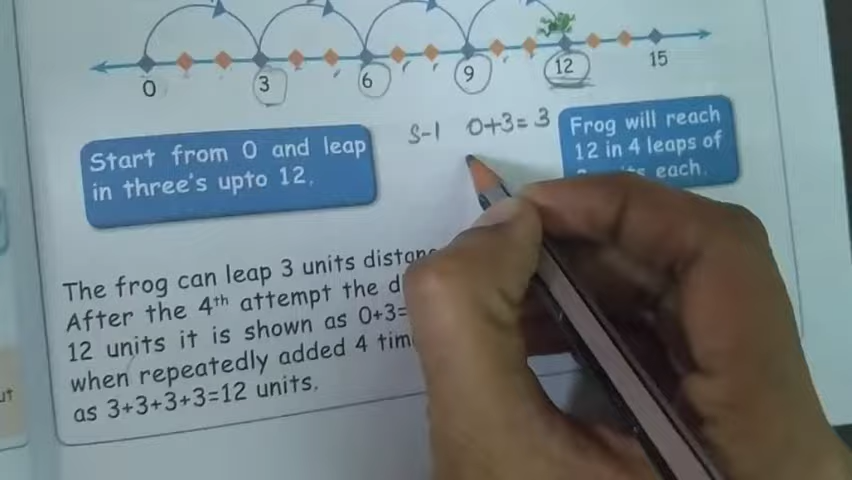 0 3 6 9 12 15
S-1 0+3=3
Start from 0 and leap
in three's upto 12.
Frog will reach
12 in 4 leaps of
each.
The frog can leap 3 units
After the 4th attempt the
12 units it is shown as 0+3=
when repeatedly added 4
as 3+3+3+3=12 units.